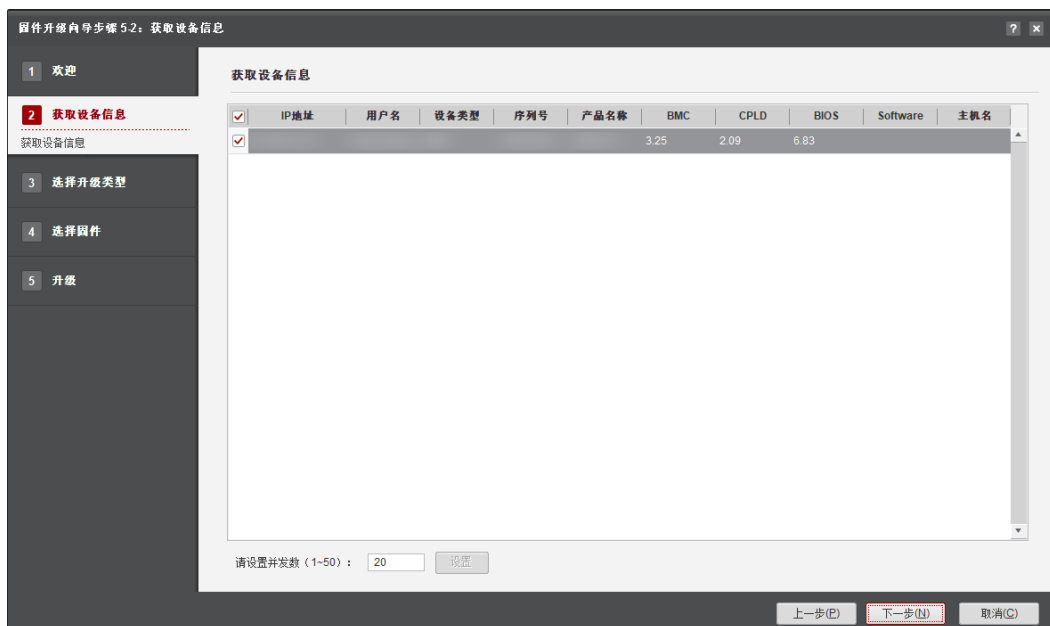 固件升级向导步骤 5-2：获取设备信息
? ×
1 欢迎
2 获取设备信息
获取设备信息
3 选择升级类型
4 选择固件
5 升级
获取设备信息
IP地址 用户名 设备类型 序列号 产品名称 BMC CPLD BIOS Software 主机名
3.25 2.09 6.83
请设置并发数（1~50）： 20 设置
上一步(P) 下一步(N) 取消(C)